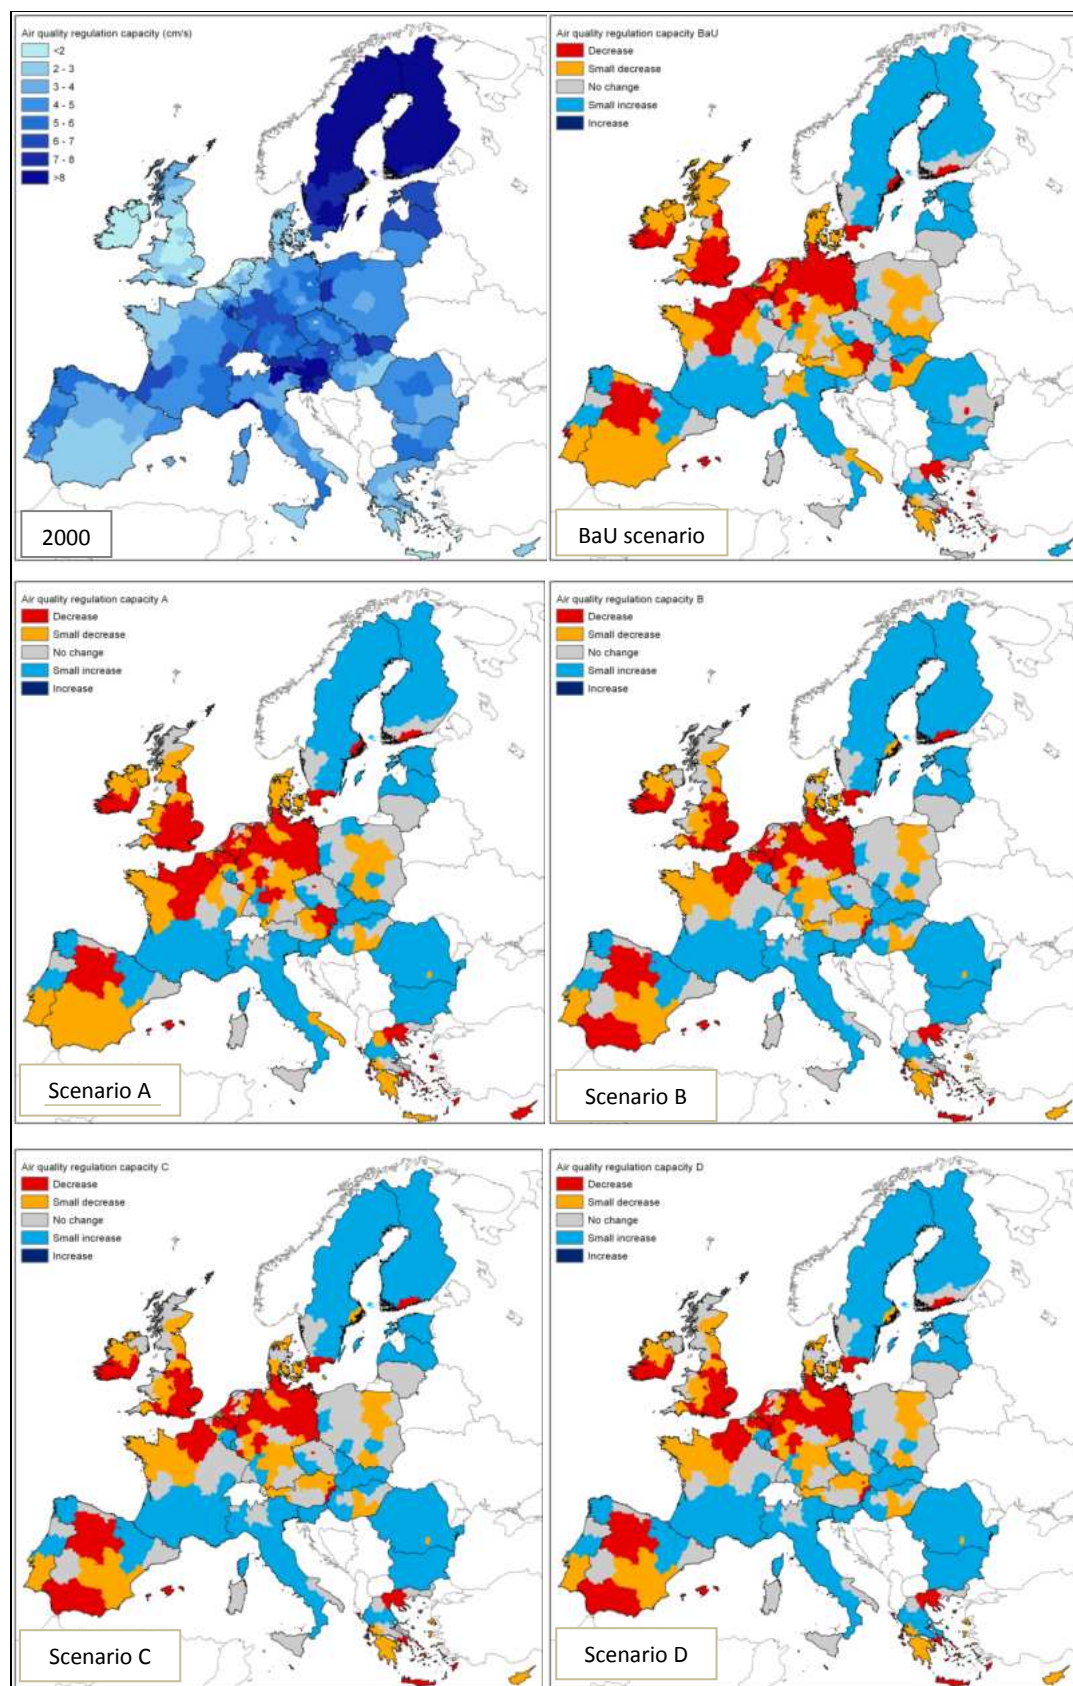 Air quality regulation capacity (cm/s)
<2
2 - 3
3 - 4
4 - 5
5 - 6
6 - 7
7 - 8
>8
2000
Air quality regulation capacity BaU
Decrease
Small decrease
No change
Small increase
Increase
BaU scenario
Air quality regulation capacity A
Decrease
Small decrease
No change
Small increase
Increase
Scenario A
Air quality regulation capacity B
Decrease
Small decrease
No change
Small increase
Increase
Scenario B
Air quality regulation capacity C
Decrease
Small decrease
No change
Small increase
Increase
Scenario C
Air quality regulation capacity D
Decrease
Small decrease
No change
Small increase
Increase
Scenario D